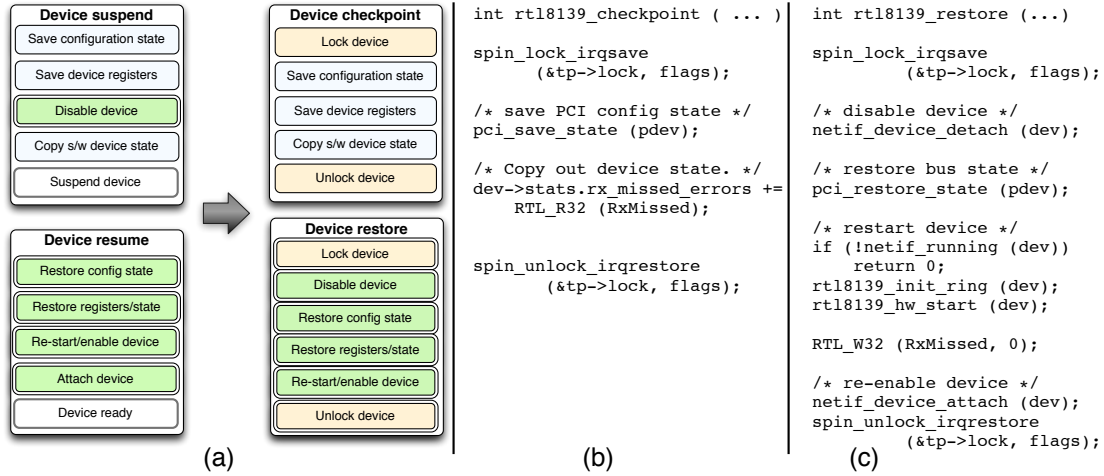 Device suspend
Save configuration state
Save device registers
Disable device
Copy s/w device state
Suspend device
Device resume
Restore config state
Restore registers/state
Re-start/enable device
Attach device
Device ready
Device checkpoint
Lock device
Save configuration state
Save device registers
Copy s/w device state
Unlock device
Device restore
Lock device
Disable device
Restore config state
Restore registers/state
Re-start/enable device
Unlock device
(a)
int rtl8139_checkpoint ( ... )
spin_lock_irqsave
(&tp->lock, flags);
/* save PCI config state */
pci_save_state (pdev);
/* Copy out device state. */
dev->stats.rx_missed_errors +=
RTL_R32 (RxMissed);
spin_unlock_irqrestore
(&tp->lock, flags);
(b)
int rtl8139_restore (...)
spin_lock_irqsave
(&tp->lock, flags);
/* disable device */
netif_device_detach (dev);
/* restore bus state */
pci_restore_state (pdev);
/* restart device */
if (!netif_running (dev))
return 0;
rtl8139_init_ring (dev);
rtl8139_hw_start (dev);
RTL_W32 (RxMissed, 0);
/* re-enable device */
netif_device_attach (dev);
spin_unlock_irqrestore
(&tp->lock, flags);
(c)